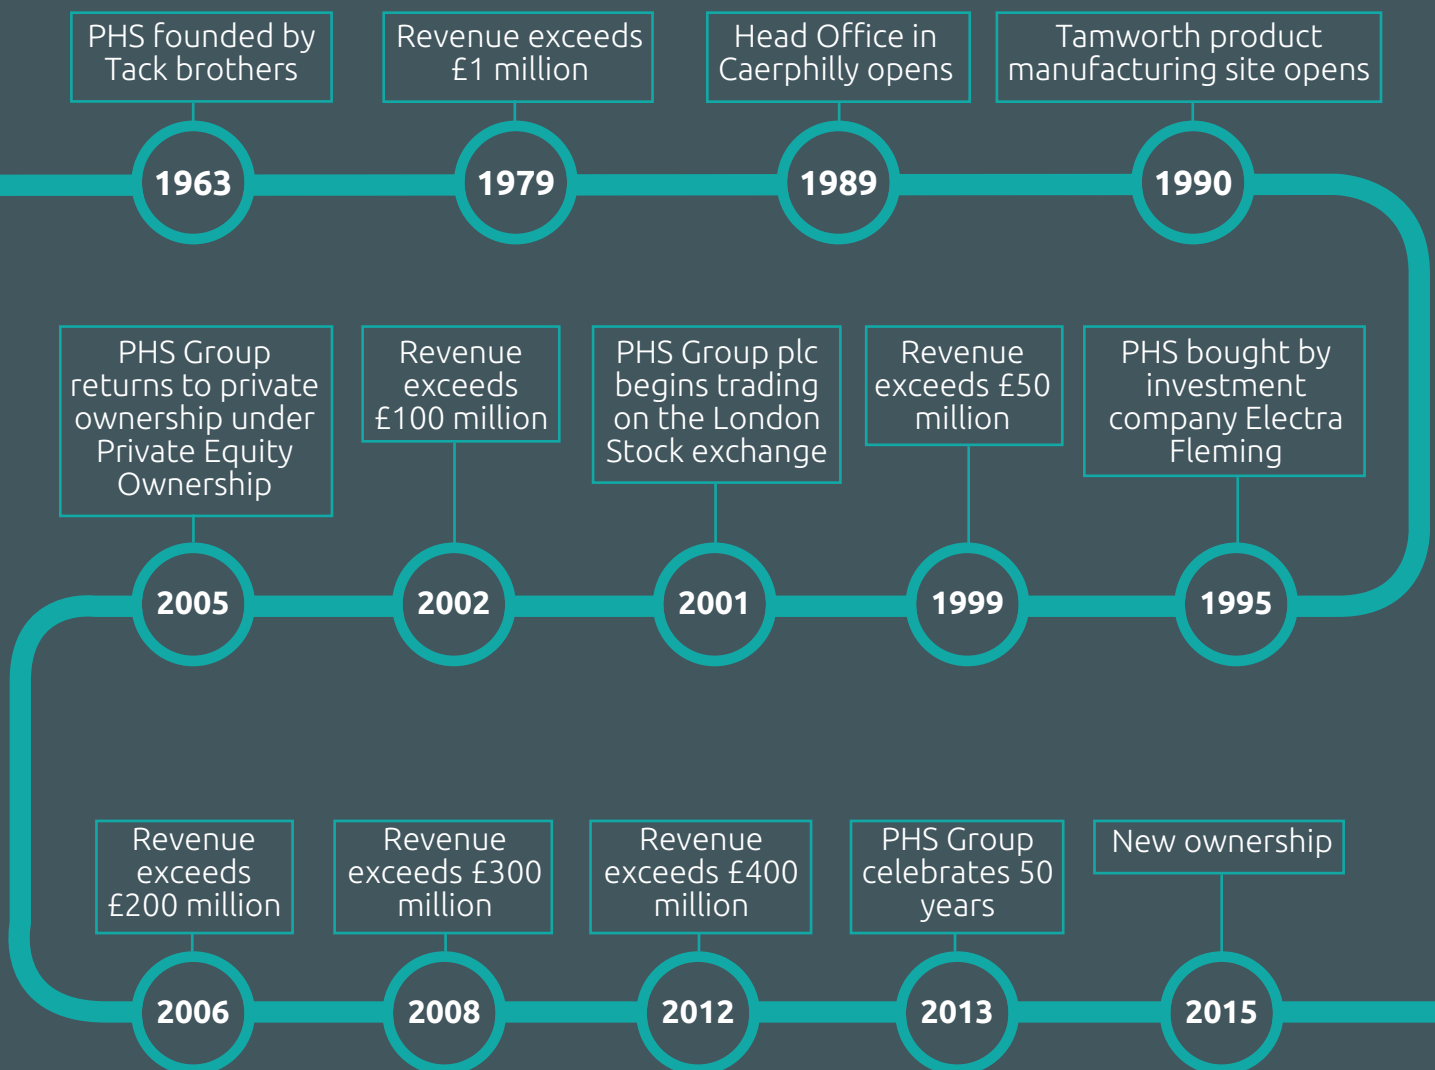 PHS founded by
Tack brothers
1963
Revenue exceeds
£1 million
1979
Head Office in
Caerphilly opens
1989
Tamworth product
manufacturing site opens
1990
PHS bought by
investment
company Electra
Fleming
1995
Revenue
exceeds £50
million
1999
PHS Group plc
begins trading
on the London
Stock exchange
2001
Revenue
exceeds
£100 million
2002
PHS Group
returns to private
ownership under
Private Equity
Ownership
2005
Revenue
exceeds
£200 million
2006
Revenue
exceeds £300
million
2008
Revenue
exceeds £400
million
2012
PHS Group
celebrates 50
years
2013
New ownership
2015